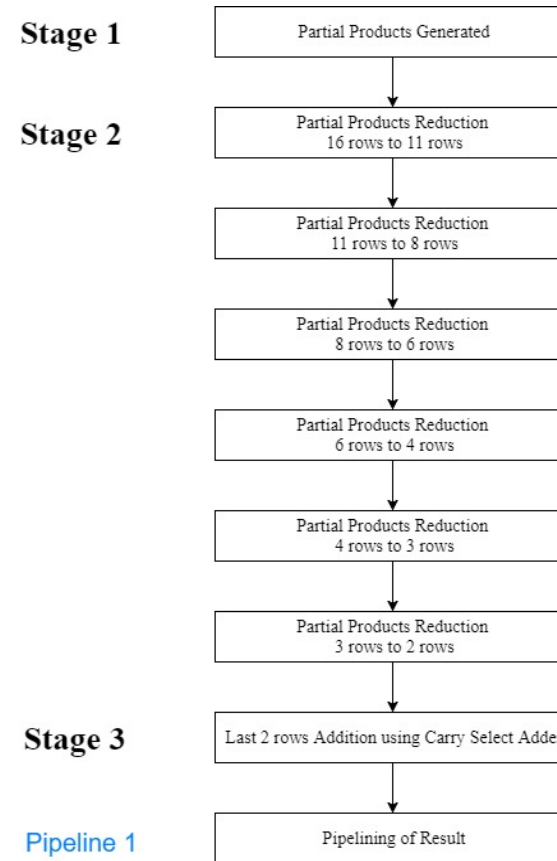 Stage 1
Partial Products Generated
Stage 2
Partial Products Reduction
16 rows to 11 rows
Partial Products Reduction
11 rows to 8 rows
Partial Products Reduction
8 rows to 6 rows
Partial Products Reduction
6 rows to 4 rows
Partial Products Reduction
4 rows to 3 rows
Partial Products Reduction
3 rows to 2 rows
Stage 3
Last 2 rows Addition using Carry Select Adde
Pipeline 1
Pipelining of Result